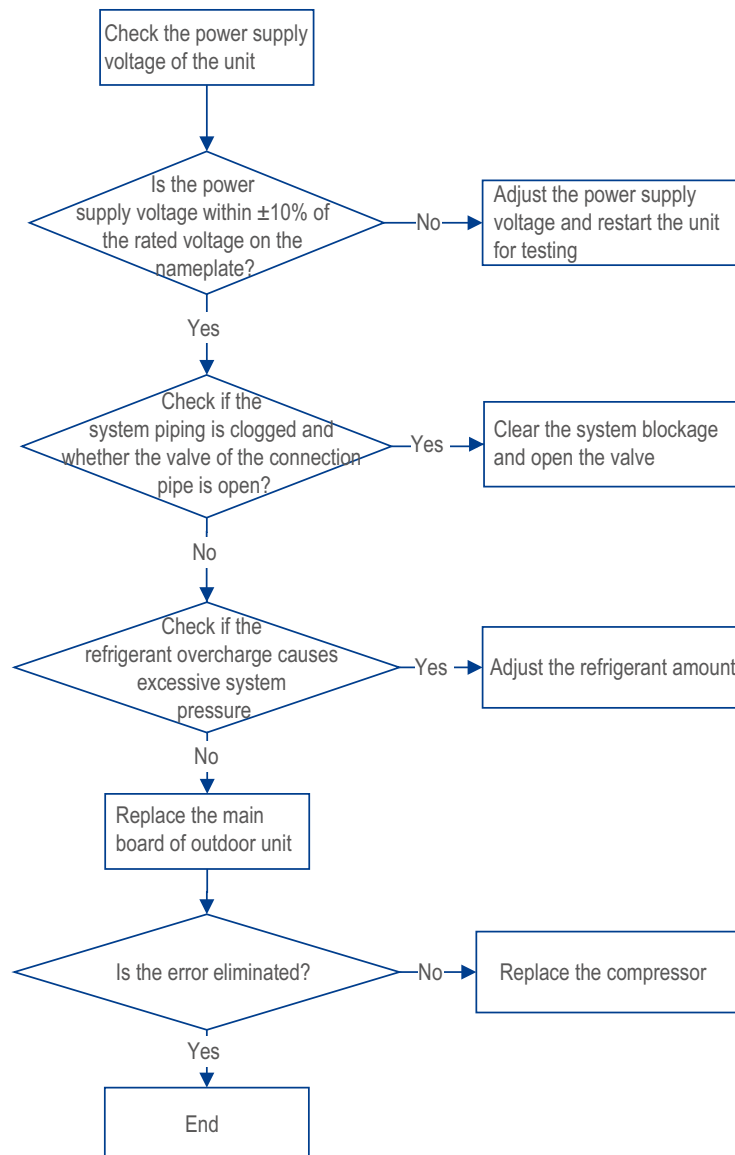 Check the power supply
voltage of the unit
Is the power
supply voltage within ±10% of
the rated voltage on the
nameplate?
No
Adjust the power supply
voltage and restart the unit
for testing
Yes
Check if the
system piping is clogged and
whether the valve of the connection
pipe is open?
Yes
Clear the system blockage
and open the valve
No
Check if the
refrigerant overcharge causes
excessive system
pressure
Yes
Adjust the refrigerant amount
No
Replace the main
board of outdoor unit
Is the error eliminated?
No
Replace the compressor
Yes
End